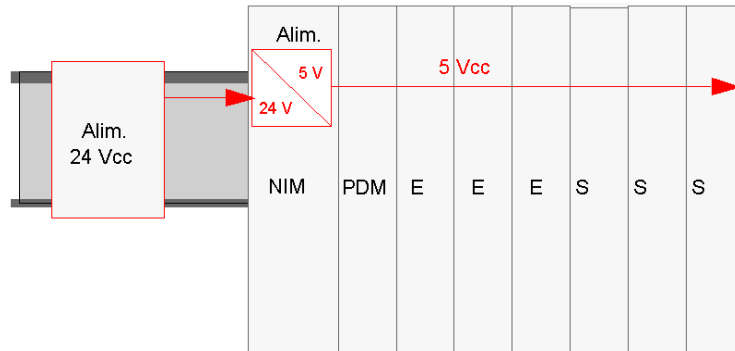 Alim.
24 Vcc
Alim.
5 V
24 V
5 Vcc
NIM
PDM
E
E
E
S
S
S